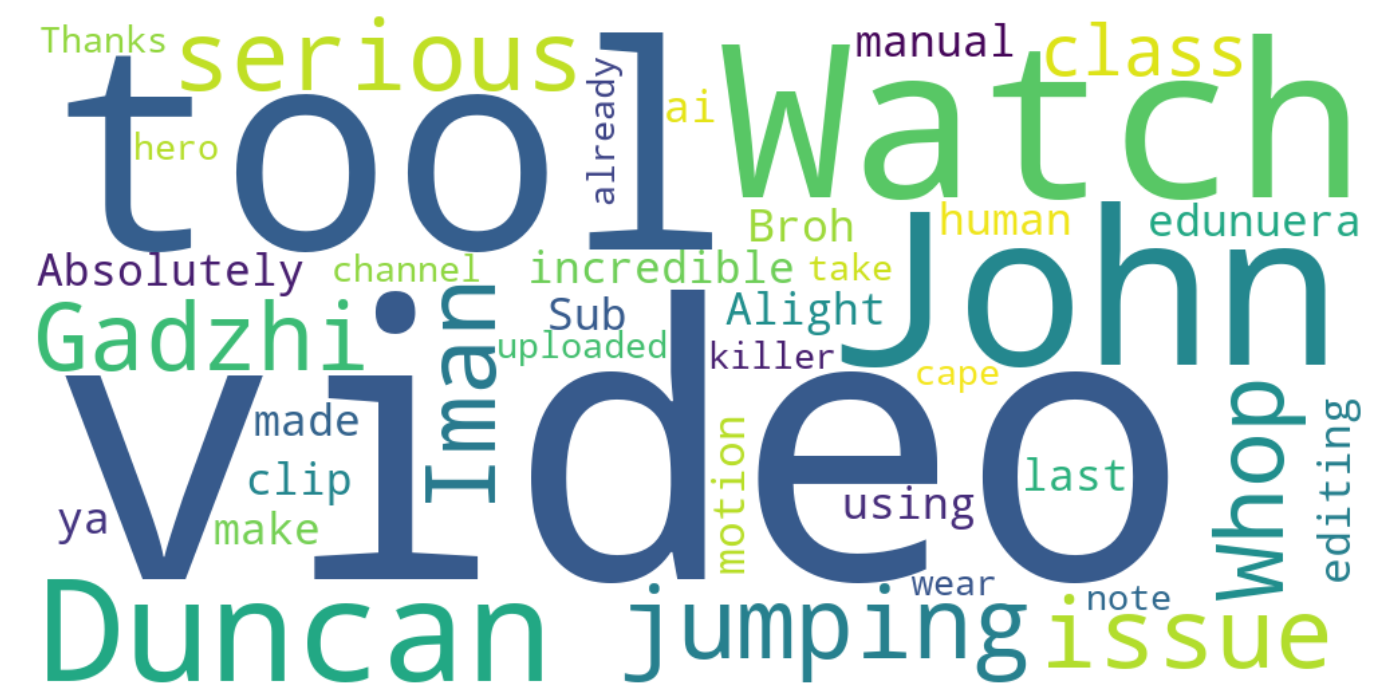 Thanks
serious
tool
hero
already
ai
Watch
manual
class
Broh
human
edunuera
Absolutely
channel
incredible
take
John
Gadzhi
Iman
Sub
Alight
uploaded
killer
cape
video
made
clip
ya
make
motion
using
last
Whop
editing
Duncan
jumping
wear
note
issue